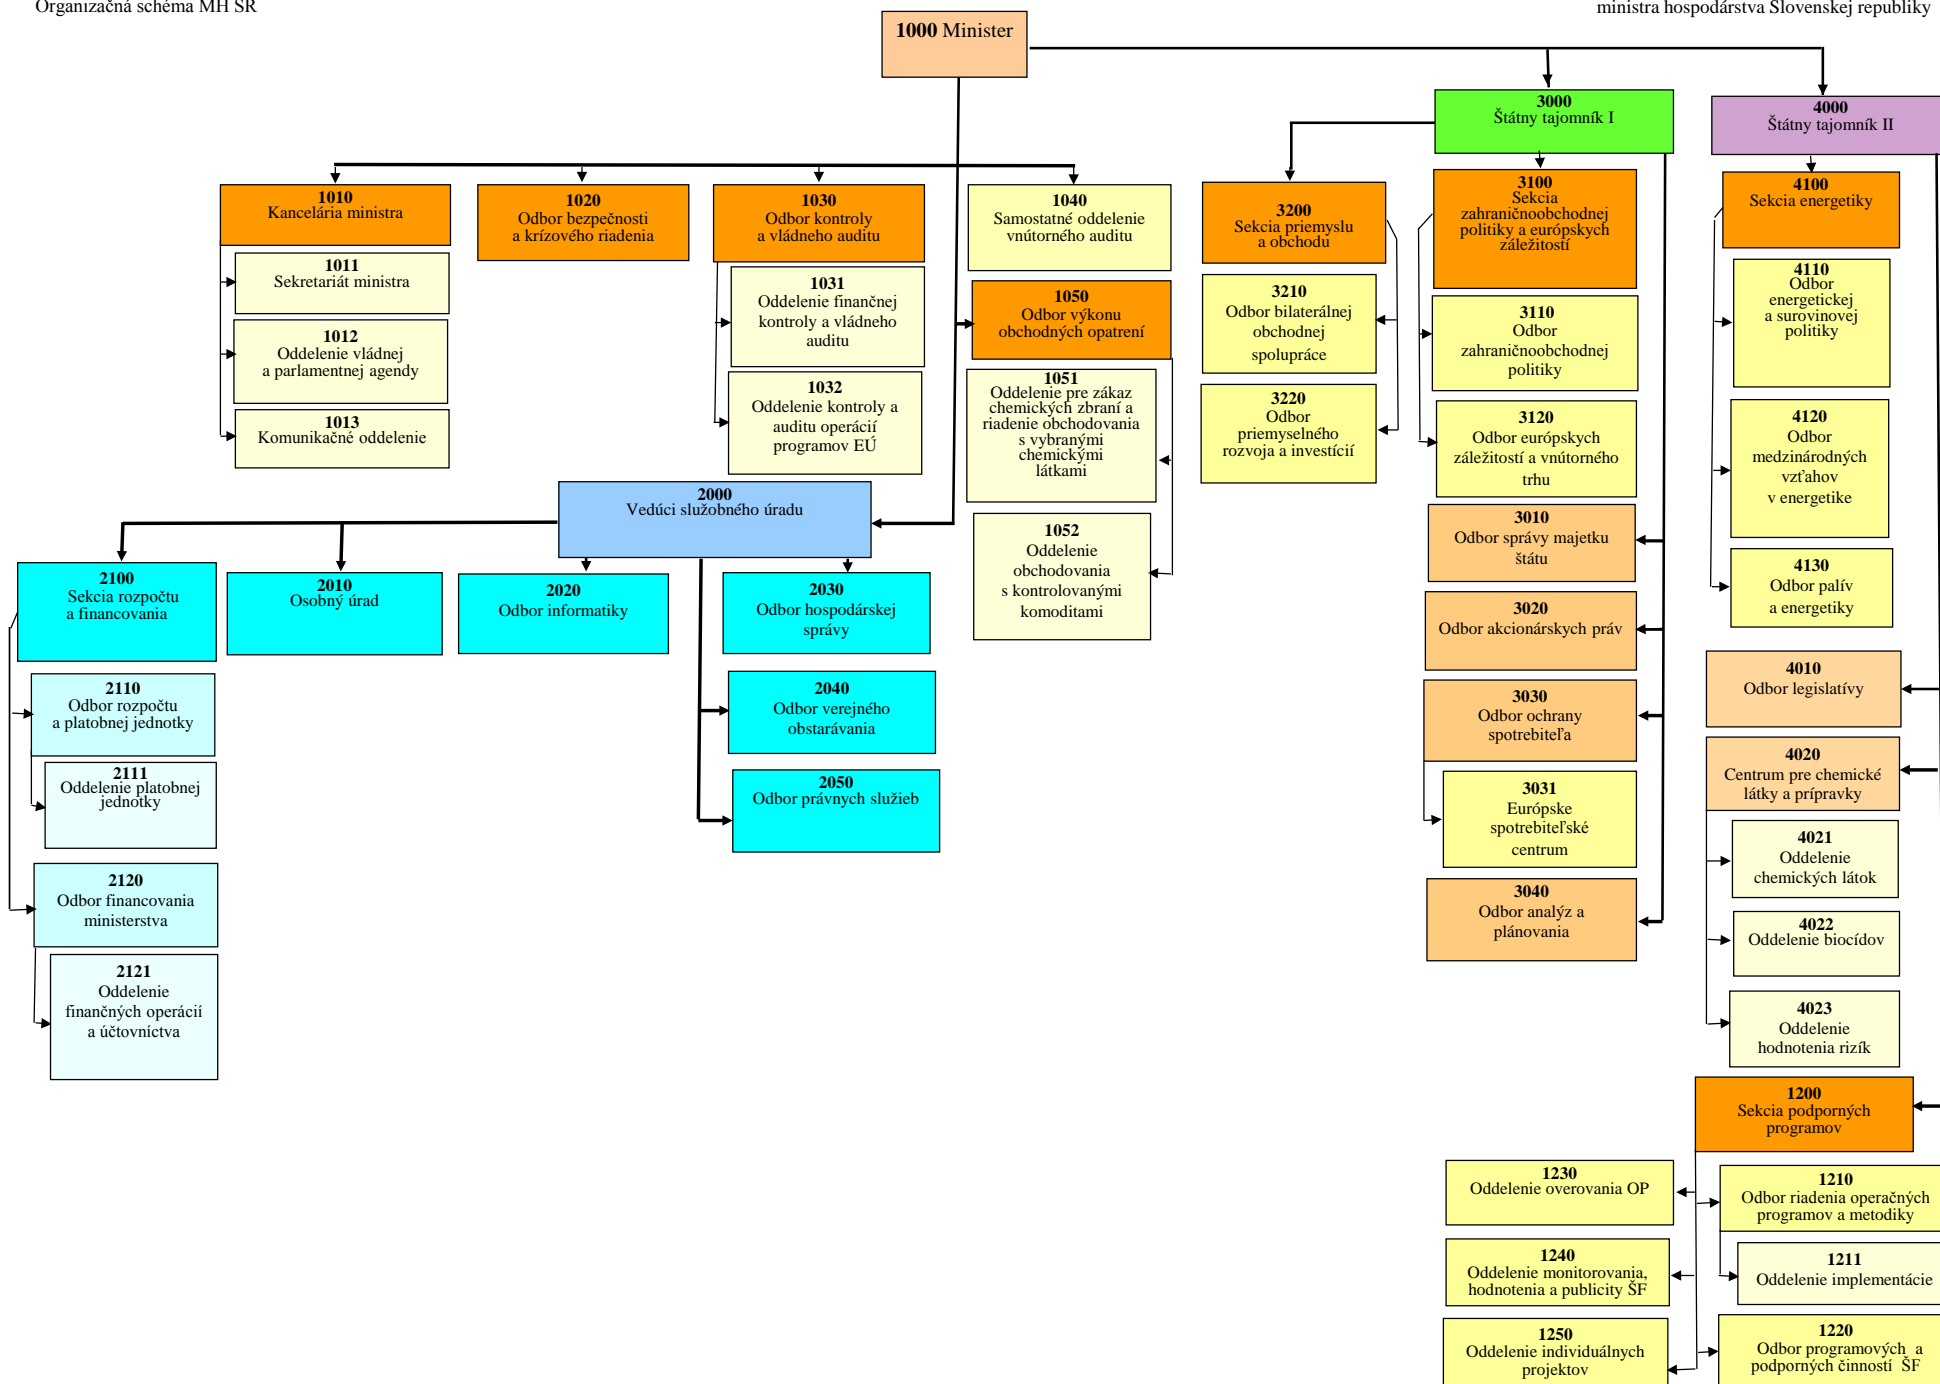 Organizačná schéma MH SR
ministra hospodárstva Slovenskej republiky
1000 Minister
3000
Štátny tajomník I
4000
Štátny tajomník II
1010
Kancelária ministra
1020
Odbor bezpečnosti
a krízového riadenia
1030
Odbor kontroly
a vládneho auditu
1040
Samostatné oddelenie
vnútorného auditu
3200
Sekcia priemyslu
a obchodu
3100
Sekcia
zahraničnoobchodnej
politiky a európskych
záležitostí
4100
Sekcia energetiky
1011
Sekretariát ministra
1012
Oddelenie vládnej
a parlamentnej agendy
1013
Komunikačné oddelenie
1031
Oddelenie finančnej
kontroly a vládneho
auditu
1032
Oddelenie kontroly a
auditu operácií
programov EÚ
1050
Odbor výkonu
obchodných opatrení
1051
Oddelenie pre zákaz
chemických zbraní a
riadenie obchodovania
s vybranými
chemickými
látkami
1052
Oddelenie
obchodovania
s kontrolovanými
komoditami
3210
Odbor bilaterálnej
obchodnej
spolupráce
3220
Odbor
priemyselného
rozvoja a investícií
3110
Odbor
zahraničnoobchodnej
politiky
3120
Odbor európskych
záležitostí a vnútorného
trhu
3010
Odbor správy majetku
štátu
3020
Odbor akcionárskych práv
3030
Odbor ochrany
spotrebiteľa
3031
Európske
spotrebiteľské
centrum
3040
Odbor analýz a
plánovania
4110
Odbor
energetickej
a surovinovej
politiky
4120
Odbor
medzinárodných
vzťahov
v energetike
4130
Odbor palív
a energetiky
4010
Odbor legislatívy
4020
Centrum pre chemické
látky a prípravky
4021
Oddelenie
chemických látok
4022
Oddelenie biocídov
4023
Oddelenie
hodnotenia rizík
2000
Vedúci služobného úradu
2100
Sekcia rozpočtu
a financovania
2010
Osobný úrad
2020
Odbor informatiky
2030
Odbor hospodárskej
správy
2040
Odbor verejného
obstarávania
2050
Odbor právnych služieb
2110
Odbor rozpočtu
a platobnej jednotky
2111
Oddelenie platobnej
jednotky
2120
Odbor financovania
ministerstva
2121
Oddelenie
finančných operácií
a účtovníctva
1200
Sekcia podporných
programov
1230
Oddelenie overovania OP
1210
Odbor riadenia operačných
programov a metodiky
1240
Oddelenie monitorovania,
hodnotenia a publicity ŠF
1211
Oddelenie implementácie
1250
Oddelenie individuálnych
projektov
1220
Odbor programových a
podporných činností ŠF